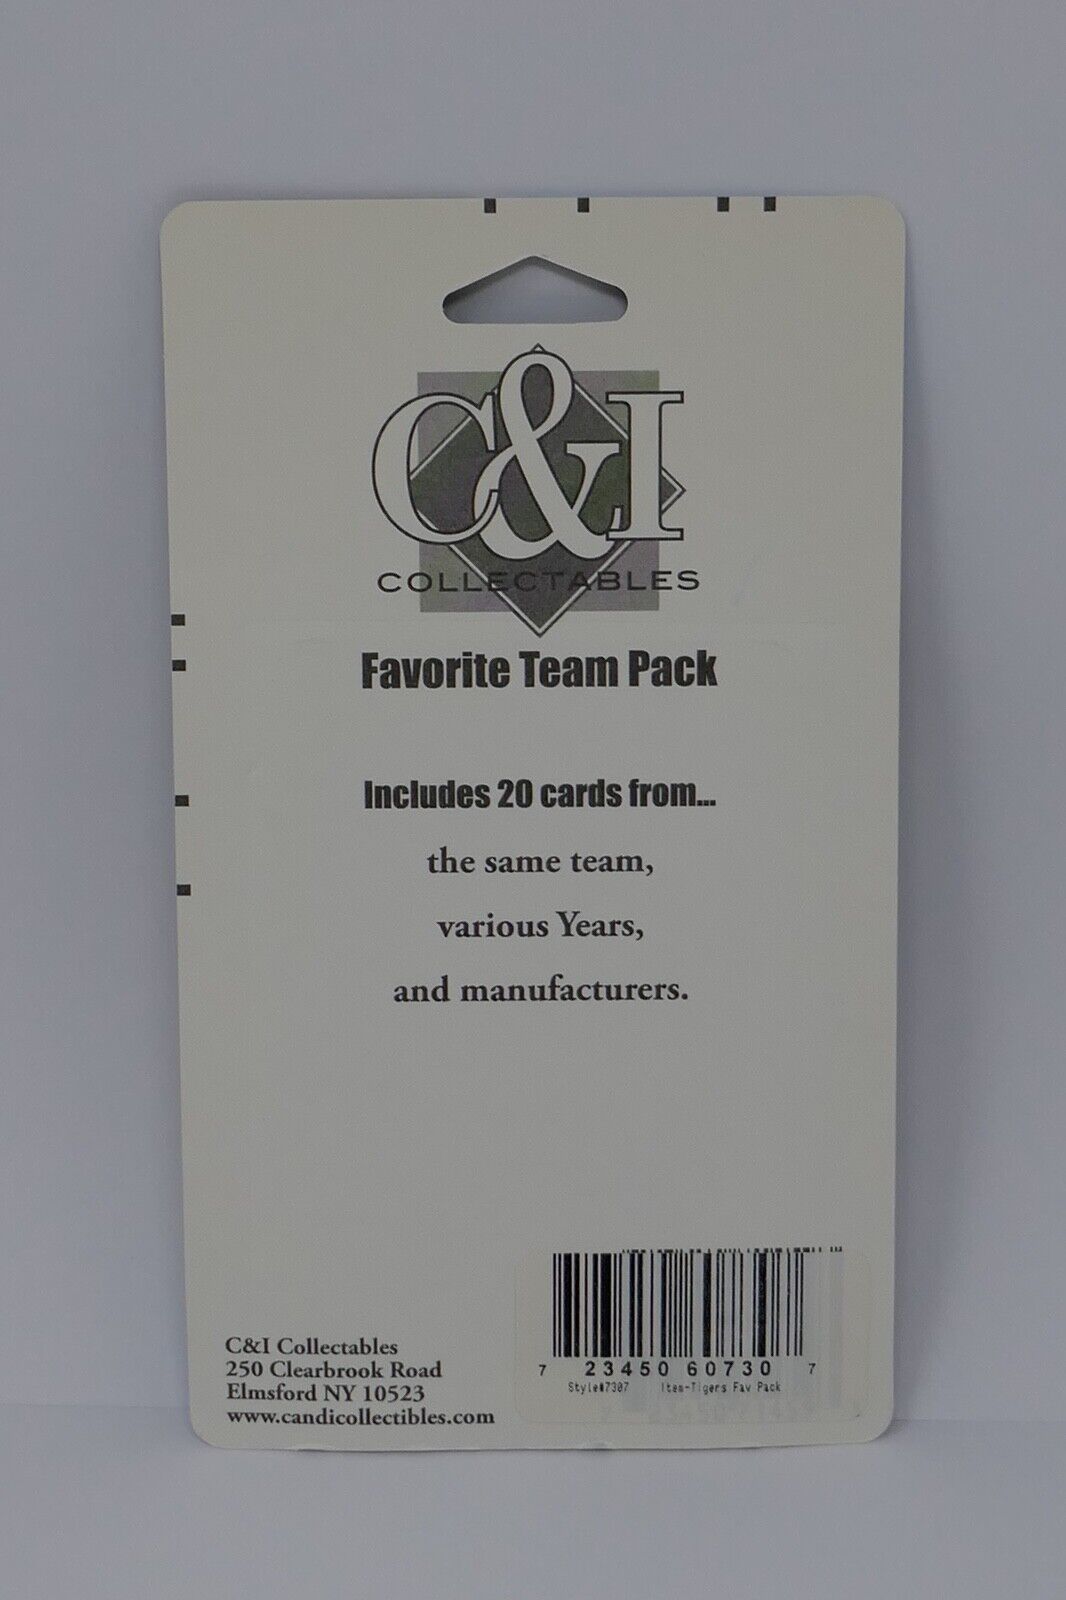 C&I
COLLECTABLES
Favorite Team Pack
Includes 20 cards from...
the same team,
various Years,
and manufacturers.
C&I Collectables
250 Clearbrook Road
Elmsford NY 10523
www.candicollectibles.com
7 23450 60730 7
Style#7307 Item-Tigers Fav Pack